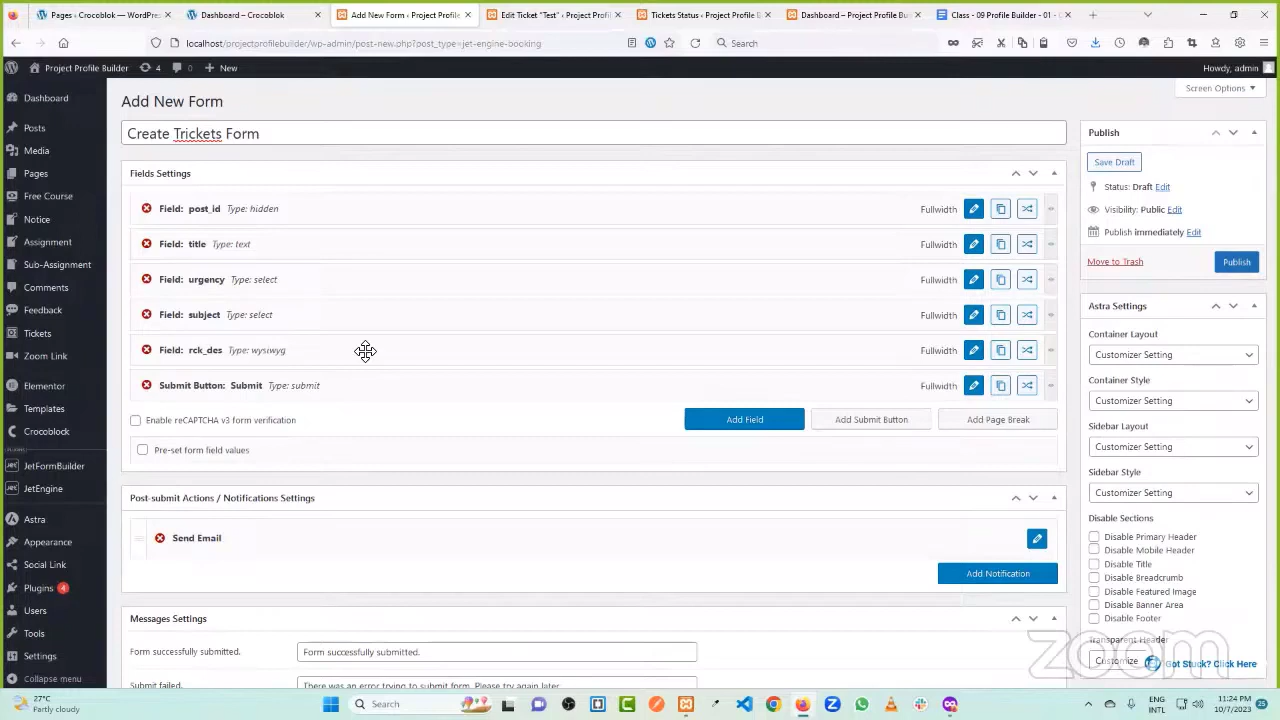 Pages ‹ Crocoblok — WordPres
Dashboard — Crocoblok
Add New Form ‹ Project Profile
Edit Ticket "Test" ‹ Project Profi
Tickets Status ‹ Project Profile B
Dashboard ‹ Project Profile Buil
Class - 09 Profile Builder - 01 -
localhost/projectprofilebuilder/wp-admin/post-new.php?post_type=jet-engine-booking
Search
Project Profile Builder
4
0
New
Howdy, admin
Dashboard
Posts
Media
Pages
Free Course
Notice
Assignment
Sub-Assignment
Comments
Feedback
Tickets
Zoom Link
Elementor
Templates
Crocoblock
JetFormBuilder
JetEngine
Astra
Appearance
Social Link
Plugins 4
Users
Tools
Settings
Collapse menu
Screen Options
Add New Form
Create Trickets Form
Fields Settings
Field: post_id Type: hidden Fullwidth
Field: title Type: text Fullwidth
Field: urgency Type: select Fullwidth
Field: subject Type: select Fullwidth
Field: rck_des Type: wysiwyg Fullwidth
Submit Button: Submit Type: submit Fullwidth
Enable reCAPTCHA v3 form verification
Add Field
Add Submit Button
Add Page Break
Pre-set form field values
Post-submit Actions / Notifications Settings
Send Email
Add Notification
Messages Settings
Form successfully submitted. Form successfully submitted.
Submit failed. There was an error trying to submit form. Please try again later.
Publish
Save Draft
Status: Draft Edit
Visibility: Public Edit
Publish immediately Edit
Move to Trash
Publish
Astra Settings
Container Layout
Customizer Setting
Container Style
Customizer Setting
Sidebar Layout
Customizer Setting
Sidebar Style
Customizer Setting
Disable Sections
Disable Primary Header
Disable Mobile Header
Disable Title
Disable Breadcrumb
Disable Featured Image
Disable Banner Area
Disable Footer
Transparent Header
Customize
Got Stuck? Click Here
zoom
27°C
Partly cloudy
Search
ENG
INTL
11:24 PM
10/7/2023
25